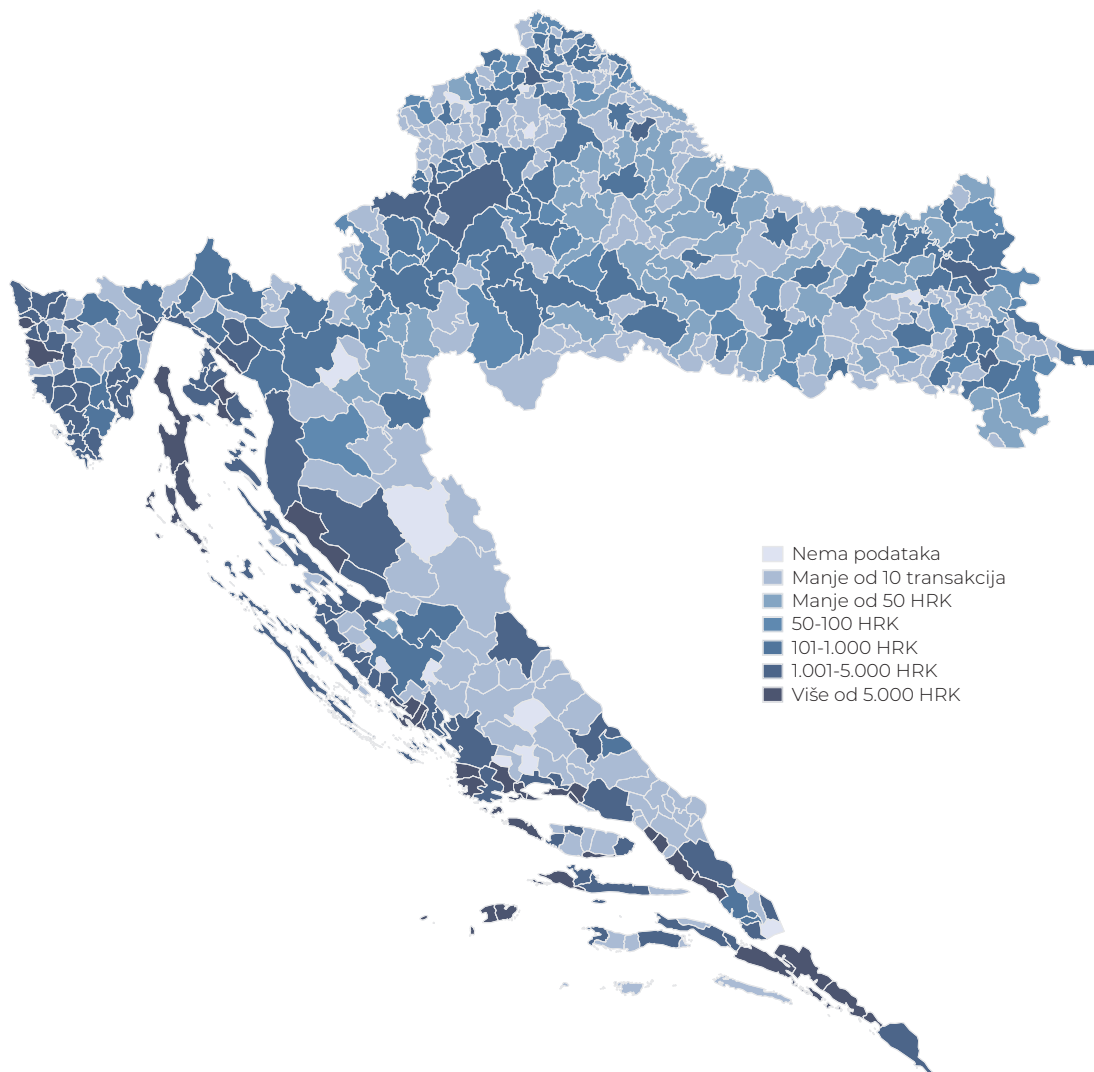 Nema podataka
Manje od 10 transakcija
Manje od 50 HRK
50-100 HRK
101-1.000 HRK
1.001-5.000 HRK
Više od 5.000 HRK